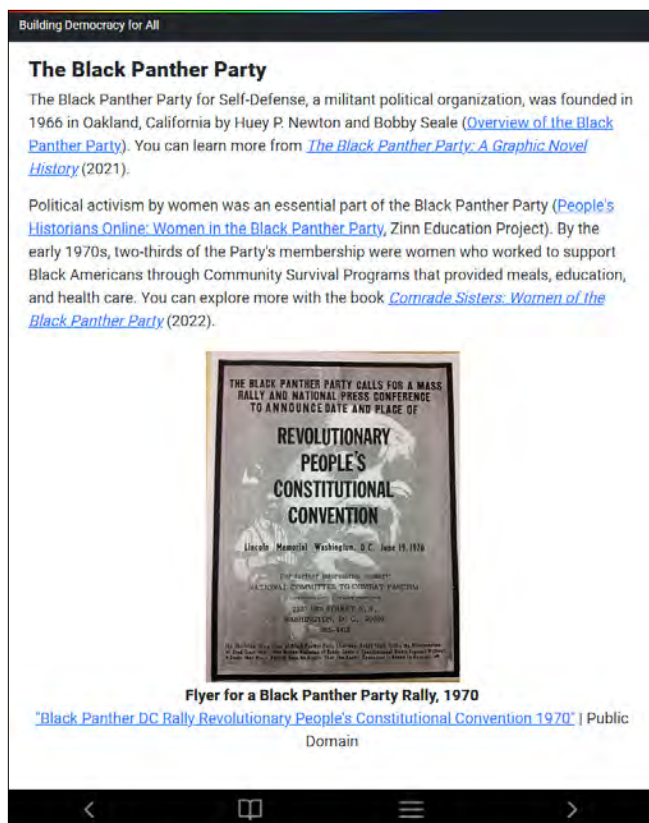 Building Democracy for All
The Black Panther Party
The Black Panther Party for Self-Defense, a militant political organization, was founded in
1966 in Oakland, California by Huey P. Newton and Bobby Seale (Overview of the Black
Panther Party). You can learn more from The Black Panther Party: A Graphic Novel
History (2021).
Political activism by women was an essential part of the Black Panther Party (People's
Historians Online: Women in the Black Panther Party, Zinn Education Project). By the
early 1970s, two-thirds of the Party's membership were women who worked to support
Black Americans through Community Survival Programs that provided meals, education,
and health care. You can explore more with the book Comrade Sisters: Women of the
Black Panther Party (2022).
THE BLACK PANTHER PARTY CALLS FOR A MASS
RALLY AND NATIONAL PRESS CONFERENCE
TO ANNOUNCE DATE AND PLACE OF
REVOLUTIONARY
PEOPLE'S
CONSTITUTIONAL
CONVENTION
Lincoln Memorial Washington, D.C. June 19, 1970
For further information contact:
NATIONAL COMMITTEE TO COMBAT FASCISM
WASHINGTON, D.C.
Flyer for a Black Panther Party Rally, 1970
"Black Panther DC Rally Revolutionary People's Constitutional Convention 1970" | Public
Domain